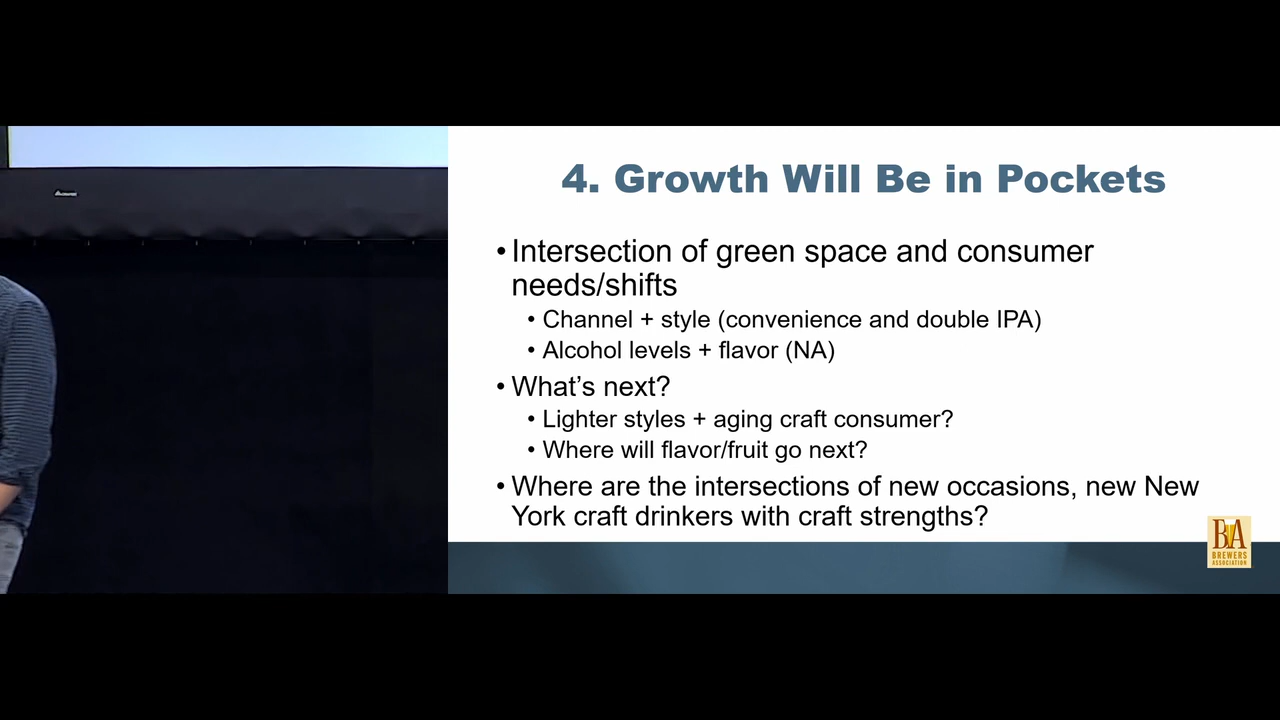 4. Growth Will Be in Pockets
• Intersection of green space and consumer
needs/shifts
• Channel + style (convenience and double IPA)
• Alcohol levels + flavor (NA)
• What’s next?
• Lighter styles + aging craft consumer?
• Where will flavor/fruit go next?
• Where are the intersections of new occasions, new New
York craft drinkers with craft strengths?
BA
BREWERS
ASSOCIATION